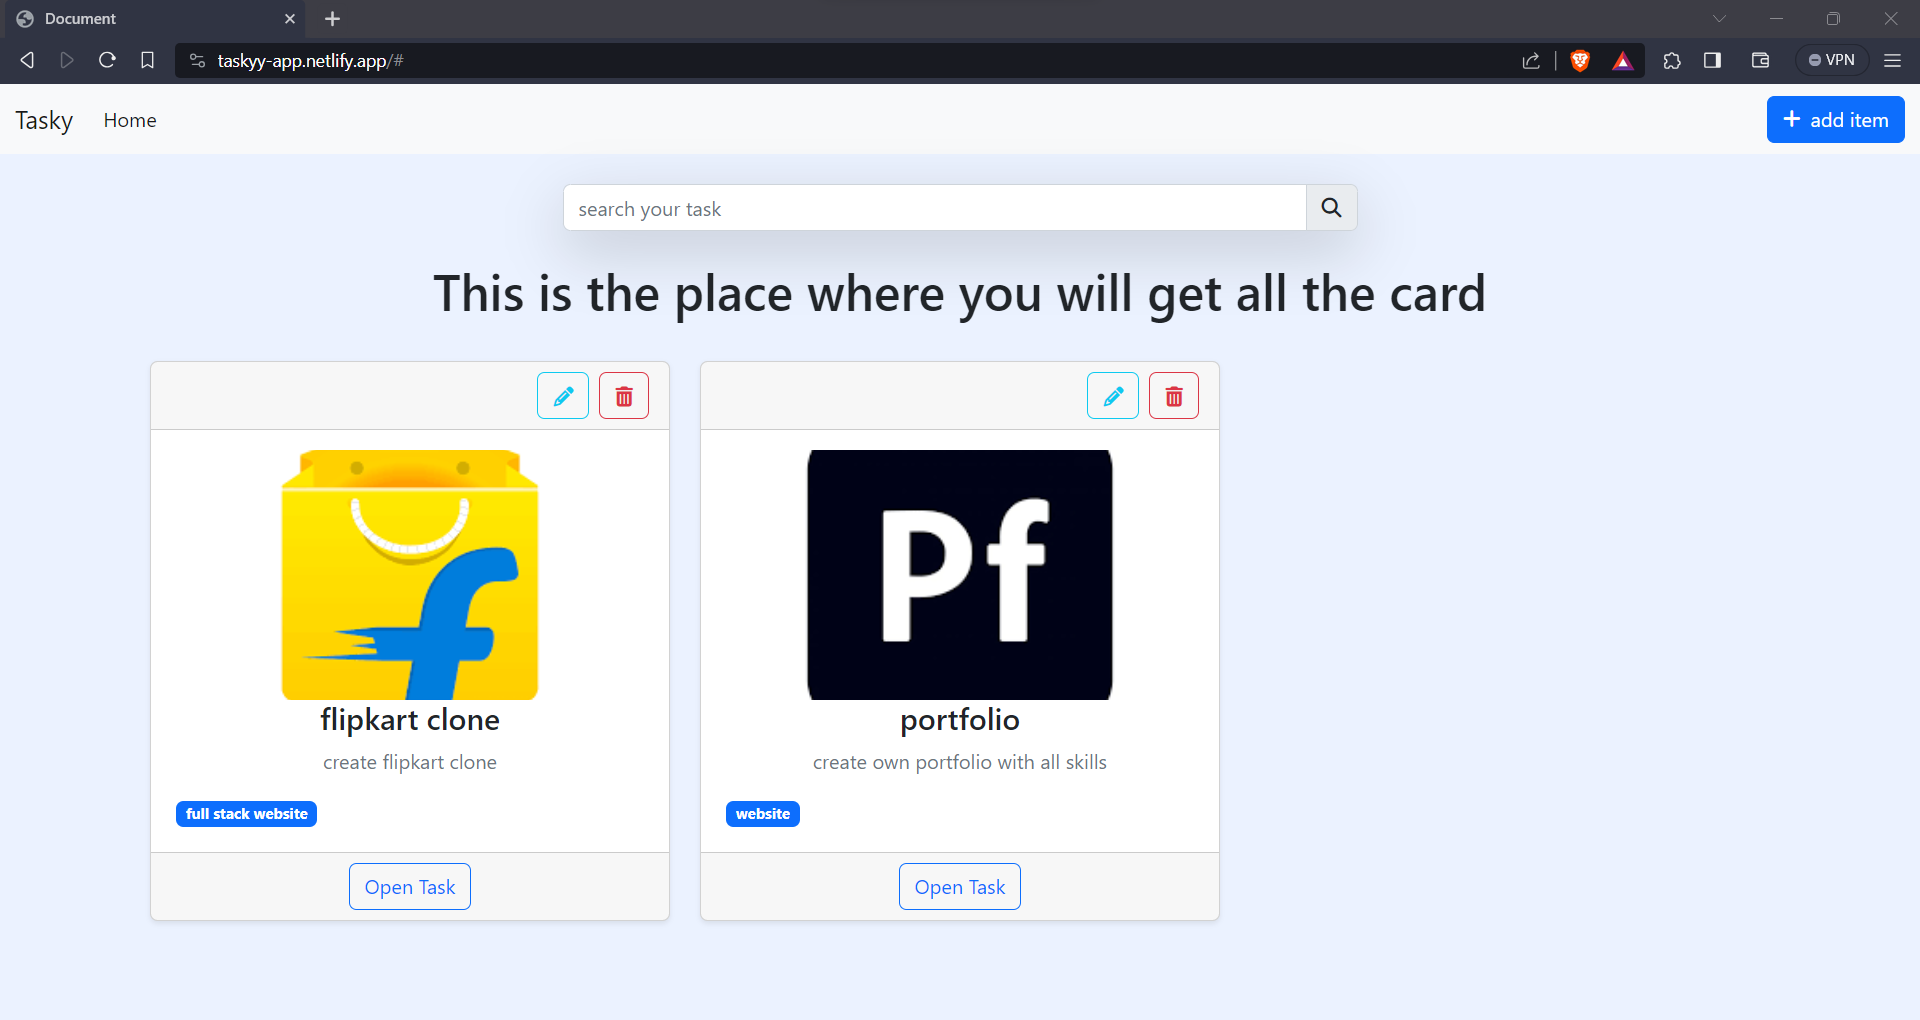 Document
taskyy-app.netlify.app/#
VPN
Tasky
Home
+ add item
search your task
This is the place where you will get all the card
Pf
flipkart clone
create flipkart clone
full stack website
Open Task
portfolio
create own portfolio with all skills
website
Open Task